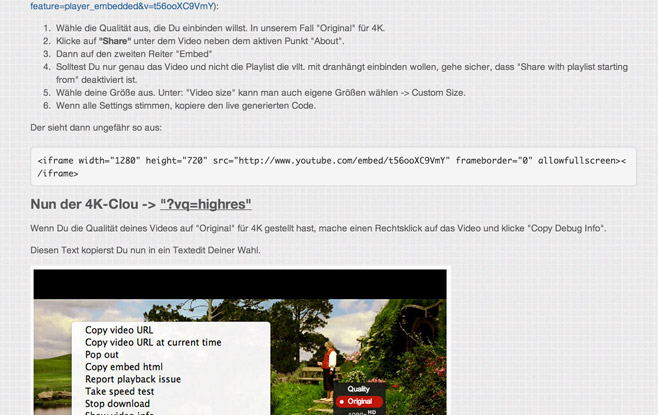 feature=player_embedded&v=t56ooXC9VmY):
1. Wähle die Qualität aus, die Du einbinden willst. In unserem Fall "Original" für 4K.
2. Klicke auf "Share" unter dem Video neben dem aktiven Punkt "About".
3. Dann auf den zweiten Reiter "Embed"
4. Solltest Du nur genau das Video und nicht die Playlist die vllt. mit dranhängt einbinden wollen, gehe sicher, dass "Share with playlist starting
from" deaktiviert ist.
5. Wähle deine Größe aus. Unter: "Video size" kann man auch eigene Größen wählen -> Custom Size.
6. Wenn alle Settings stimmen, kopiere den live generierten Code.
Der sieht dann ungefähr so aus:
<iframe width="1280" height="720" src="http://www.youtube.com/embed/t56ooXC9VmY" frameborder="0" allowfullscreen><
/iframe>
Nun der 4K-Clou -> "?vq=highres"
Wenn Du die Qualität deines Videos auf "Original" für 4K gestellt hast, mache einen Rechtsklick auf das Video und klicke "Copy Debug Info".
Diesen Text kopierst Du nun in ein Textedit Deiner Wahl.
Copy video URL
Copy video URL at current time
Pop out
Copy embed html
Report playback issue
Take speed test
Stop download
Show video info
Quality
Original
1080p HD